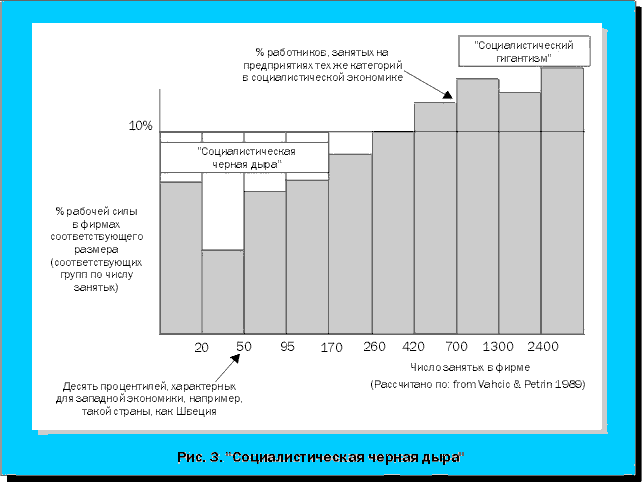 % работников, занятых на
предприятиях тех же категорий
в социалистической экономике
"Социалистический
гигантизм"
10%
"Социалистическая
черная дыра"
% рабочей силы
в фирмах
соответствующего
размера
(соответствующих
групп по числу
занятых)
20 50 95 170 260 420 700 1300 2400
Число занятых в фирме
(Рассчитано по: from Vahcic & Petrin 1989)
Десять процентилей, характерных
для западной экономики, например,
такой страны, как Швеция
Рис. 3. "Социалистическая черная дыра"